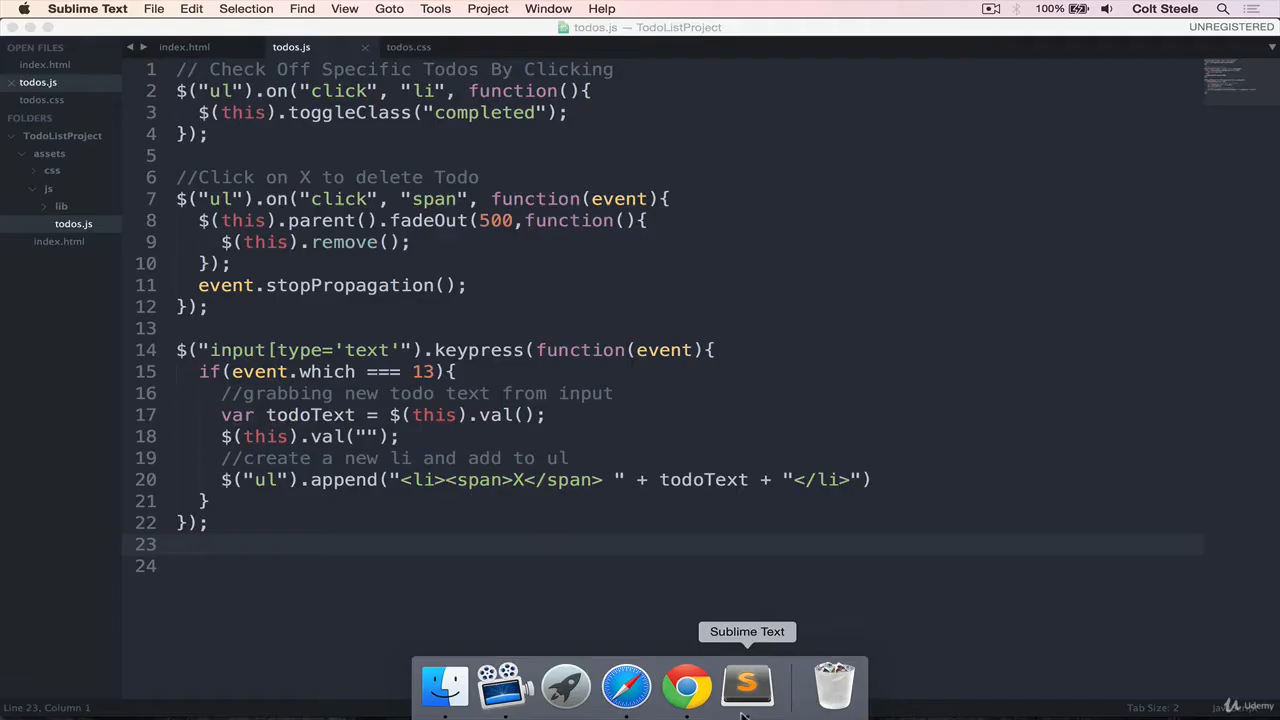 Sublime Text File Edit Selection Find View Goto Tools Project Window Help 100% Colt Steele
todos.js — TodoListProject UNREGISTERED
OPEN FILES
index.html
todos.js
todos.css
FOLDERS
TodoListProject
assets
css
js
lib
todos.js
index.html
index.html todos.js todos.css
1 // Check Off Specific Todos By Clicking
2 $("ul").on("click", "li", function(){
3 $(this).toggleClass("completed");
4 });
5
6 //Click on X to delete Todo
7 $("ul").on("click", "span", function(event){
8 $(this).parent().fadeOut(500,function(){
9 $(this).remove();
10 });
11 event.stopPropagation();
12 });
13
14 $("input[type='text'").keypress(function(event){
15 if(event.which === 13){
16 //grabbing new todo text from input
17 var todoText = $(this).val();
18 $(this).val("");
19 //create a new li and add to ul
20 $("ul").append("<li><span>X</span> " + todoText + "</li>")
21 }
22 });
23
24
Sublime Text
S
Line 23, Column 1 Tab Size: 2
Udemy